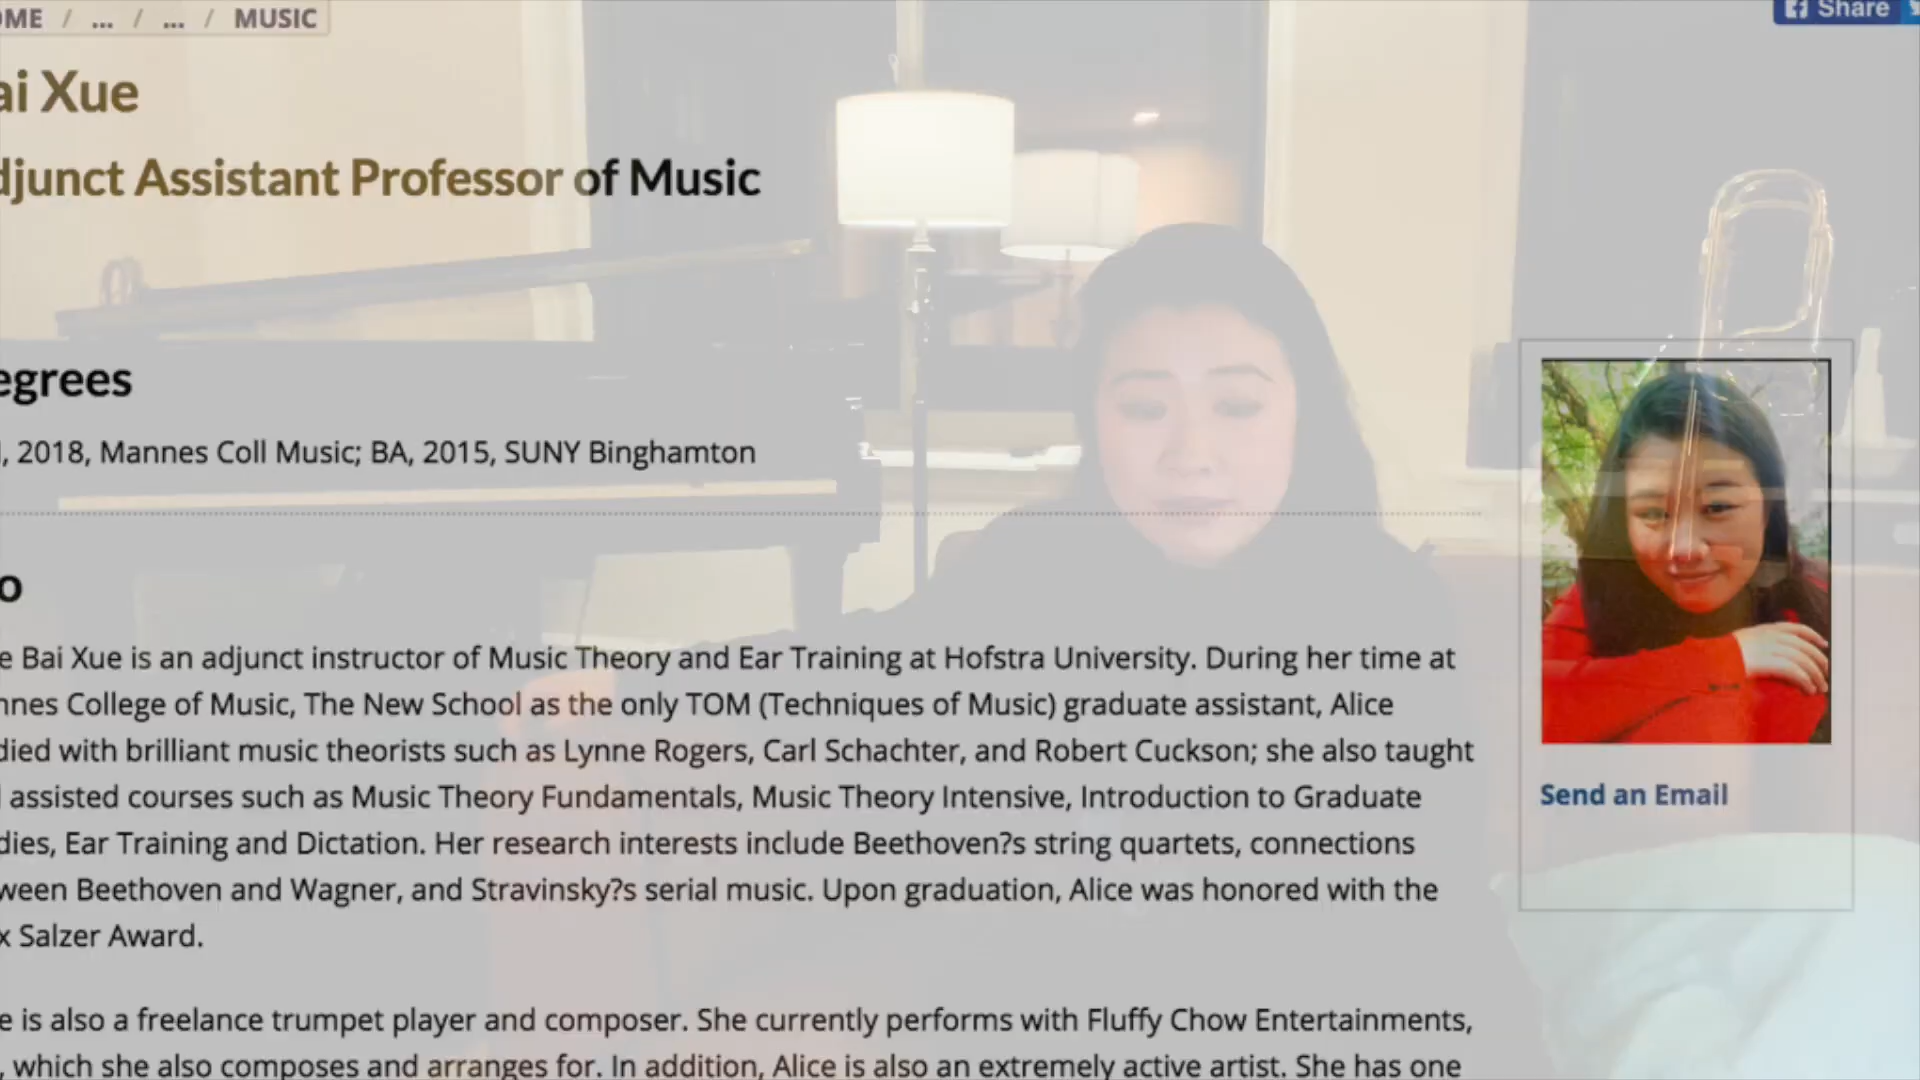 OME / ... / ... / MUSIC
Share
ai Xue
djunct Assistant Professor of Music
egrees
, 2018, Mannes Coll Music; BA, 2015, SUNY Binghamton
o
e Bai Xue is an adjunct instructor of Music Theory and Ear Training at Hofstra University. During her time at
nnes College of Music, The New School as the only TOM (Techniques of Music) graduate assistant, Alice
died with brilliant music theorists such as Lynne Rogers, Carl Schachter, and Robert Cuckson; she also taught
assisted courses such as Music Theory Fundamentals, Music Theory Intensive, Introduction to Graduate
dies, Ear Training and Dictation. Her research interests include Beethoven?s string quartets, connections
ween Beethoven and Wagner, and Stravinsky?s serial music. Upon graduation, Alice was honored with the
x Salzer Award.
e is also a freelance trumpet player and composer. She currently performs with Fluffy Chow Entertainments,
, which she also composes and arranges for. In addition, Alice is also an extremely active artist. She has one
Send an Email